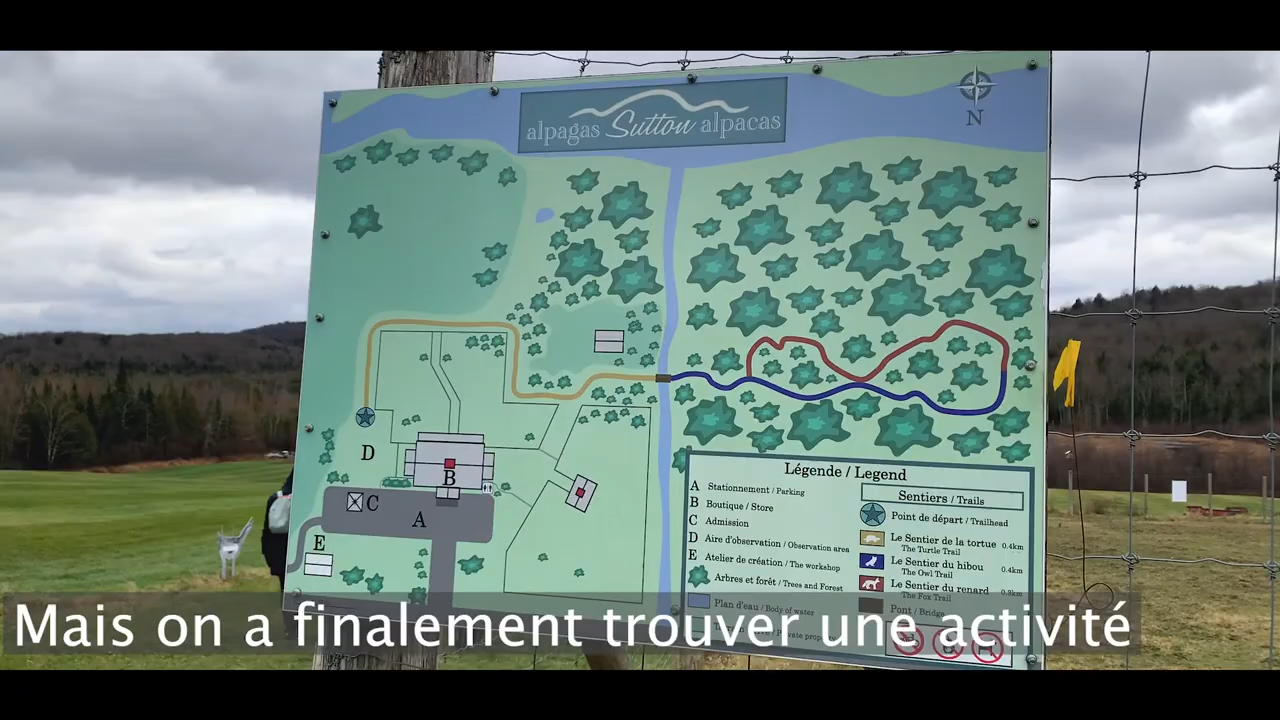 alpagas Sutton alpacas
N
D
B
C
A
E
Légende / Legend
A Stationnement / Parking
B Boutique / Store
C Admission
D Aire d'observation / Observation area
E Atelier de création / The workshop
Arbres et forêt / Trees and Forest
Plan d'eau / Body of water
Private property
Sentiers / Trails
Point de départ / Trailhead
Le Sentier de la tortue 0.4km
The Turtle Trail
Le Sentier du hibou 0.4km
The Owl Trail
Le Sentier du renard
The Fox Trail
Pont / Bridge
Mais on a finalement trouver une activité